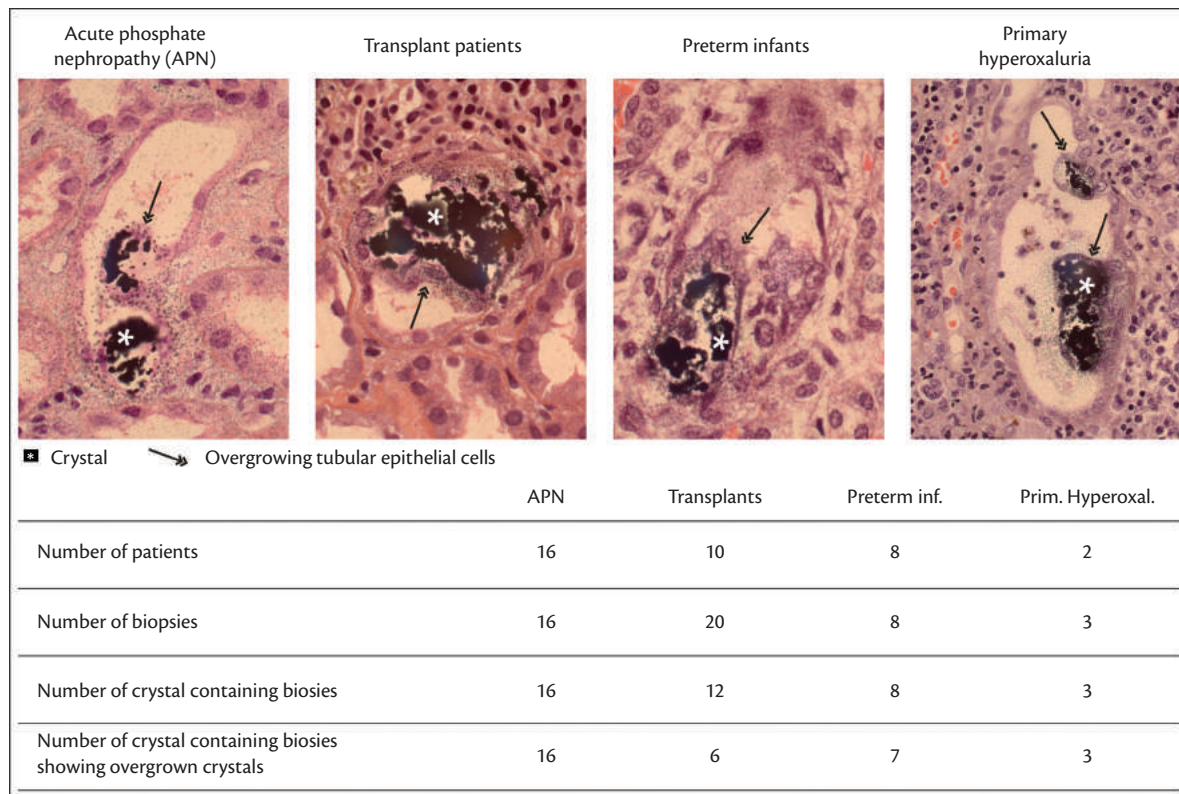 Acute phosphate
nephropathy (APN)
Transplant patients
Preterm infants
Primary
hyperoxaluria
*
*
*
*
* Crystal
Overgrowing tubular epithelial cells
APN Transplants Preterm inf. Prim. Hyperoxal.
Number of patients 16 10 8 2
Number of biopsies 16 20 8 3
Number of crystal containing biosies 16 12 8 3
Number of crystal containing biosies
showing overgrown crystals 16 6 7 3